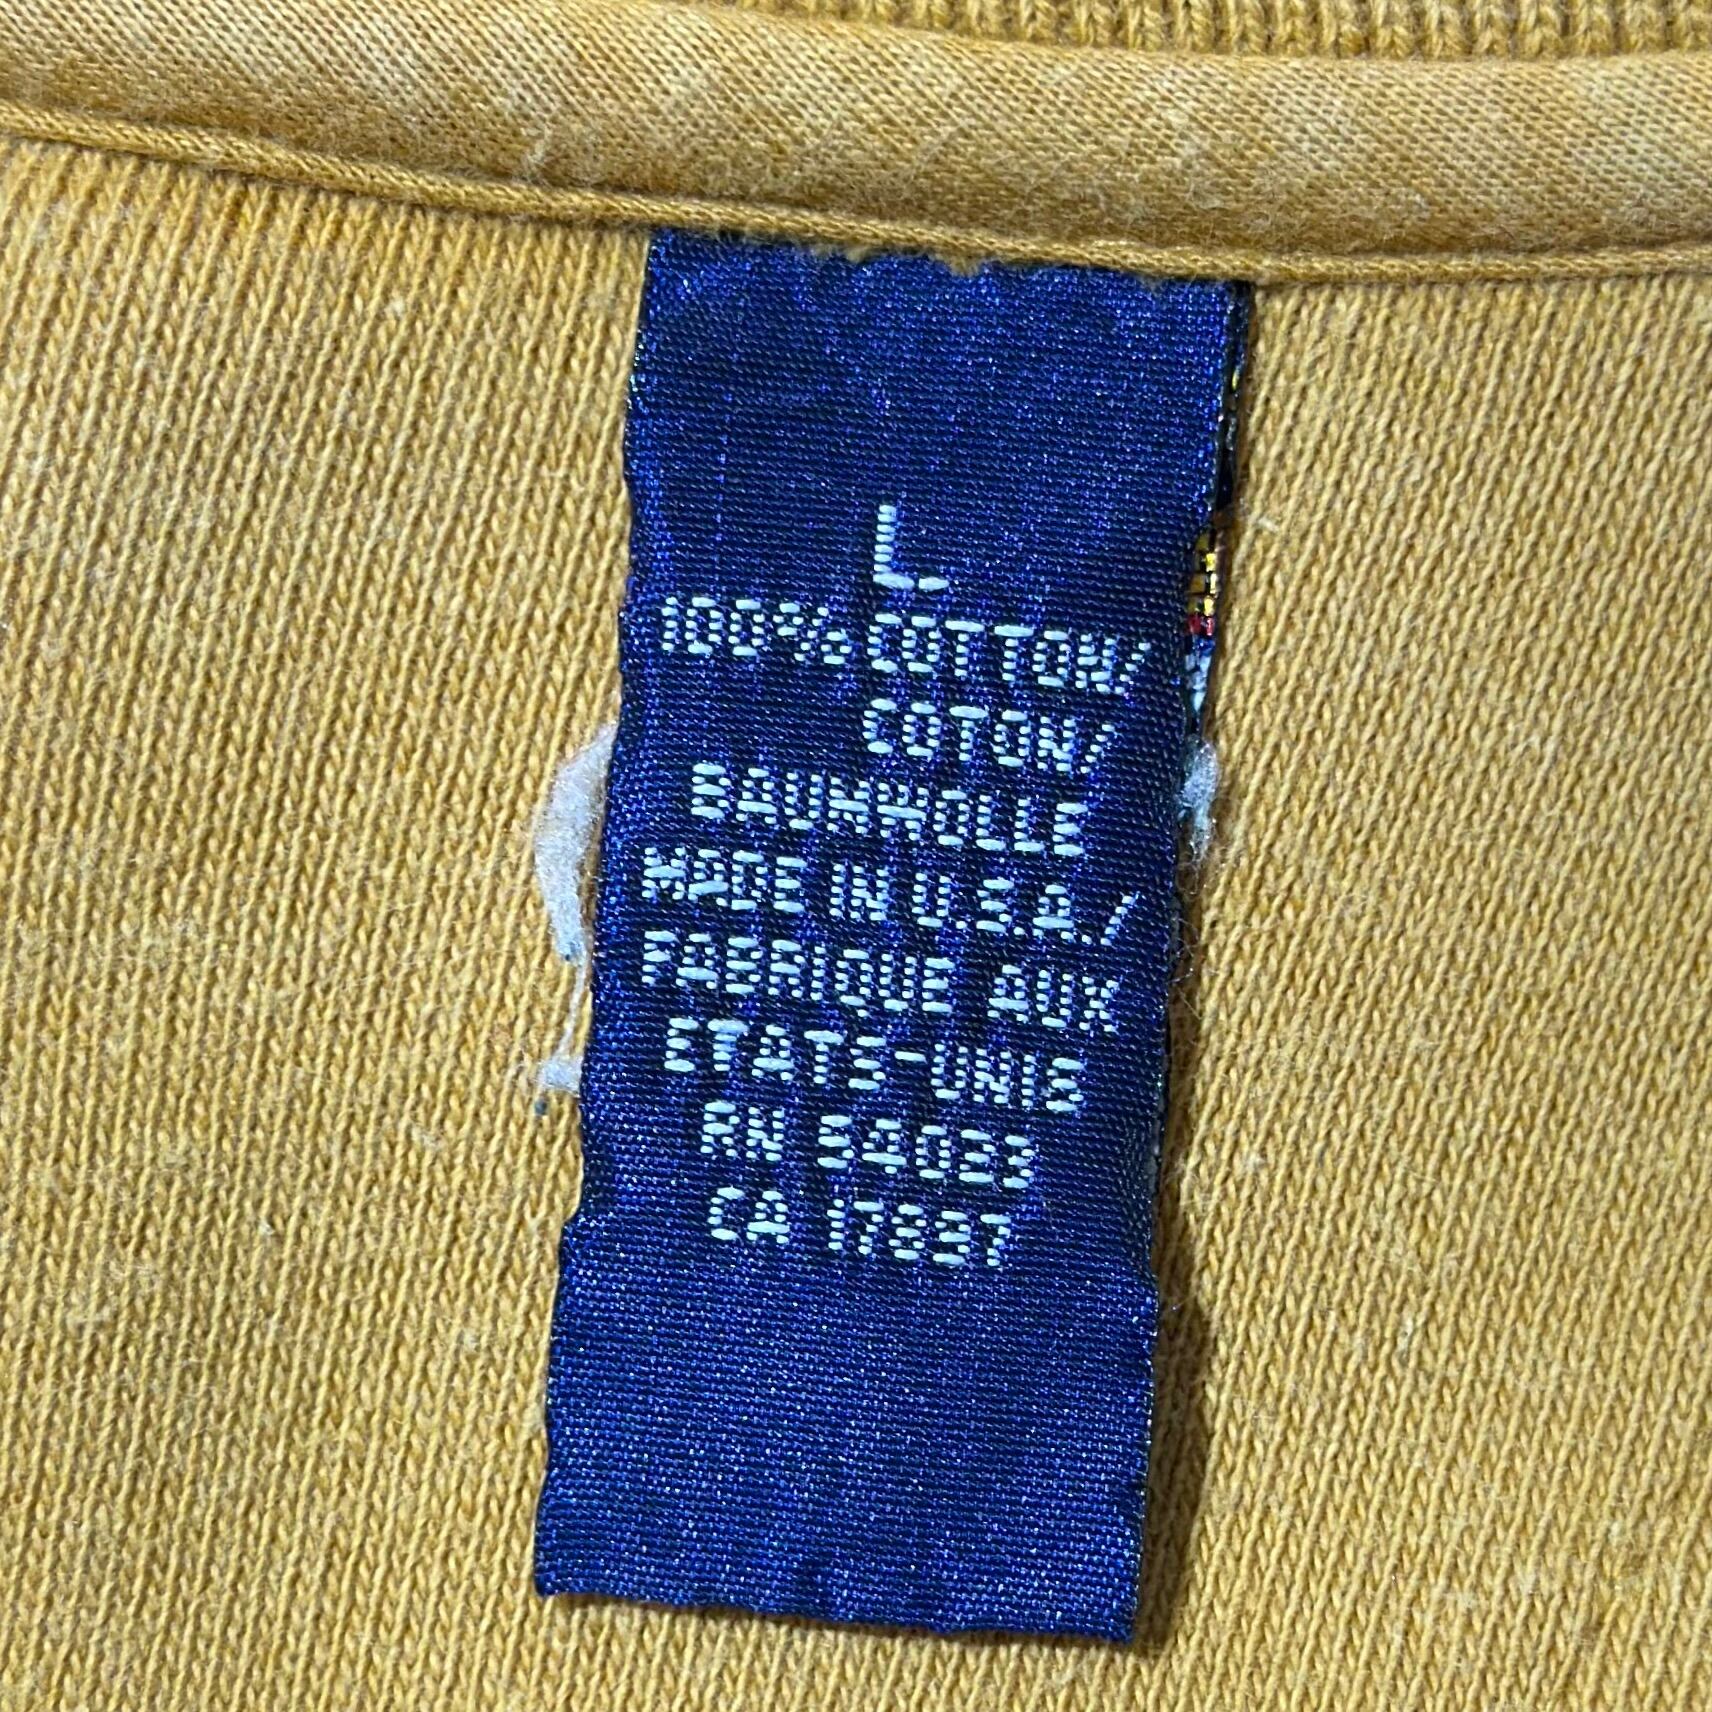 L.
100% COTTON/
COTON/
BAUMWOLLE
MADE IN U.S.A./
FABRIQUE AUX
ETATS-UNIS
RN 54023
CA 17897